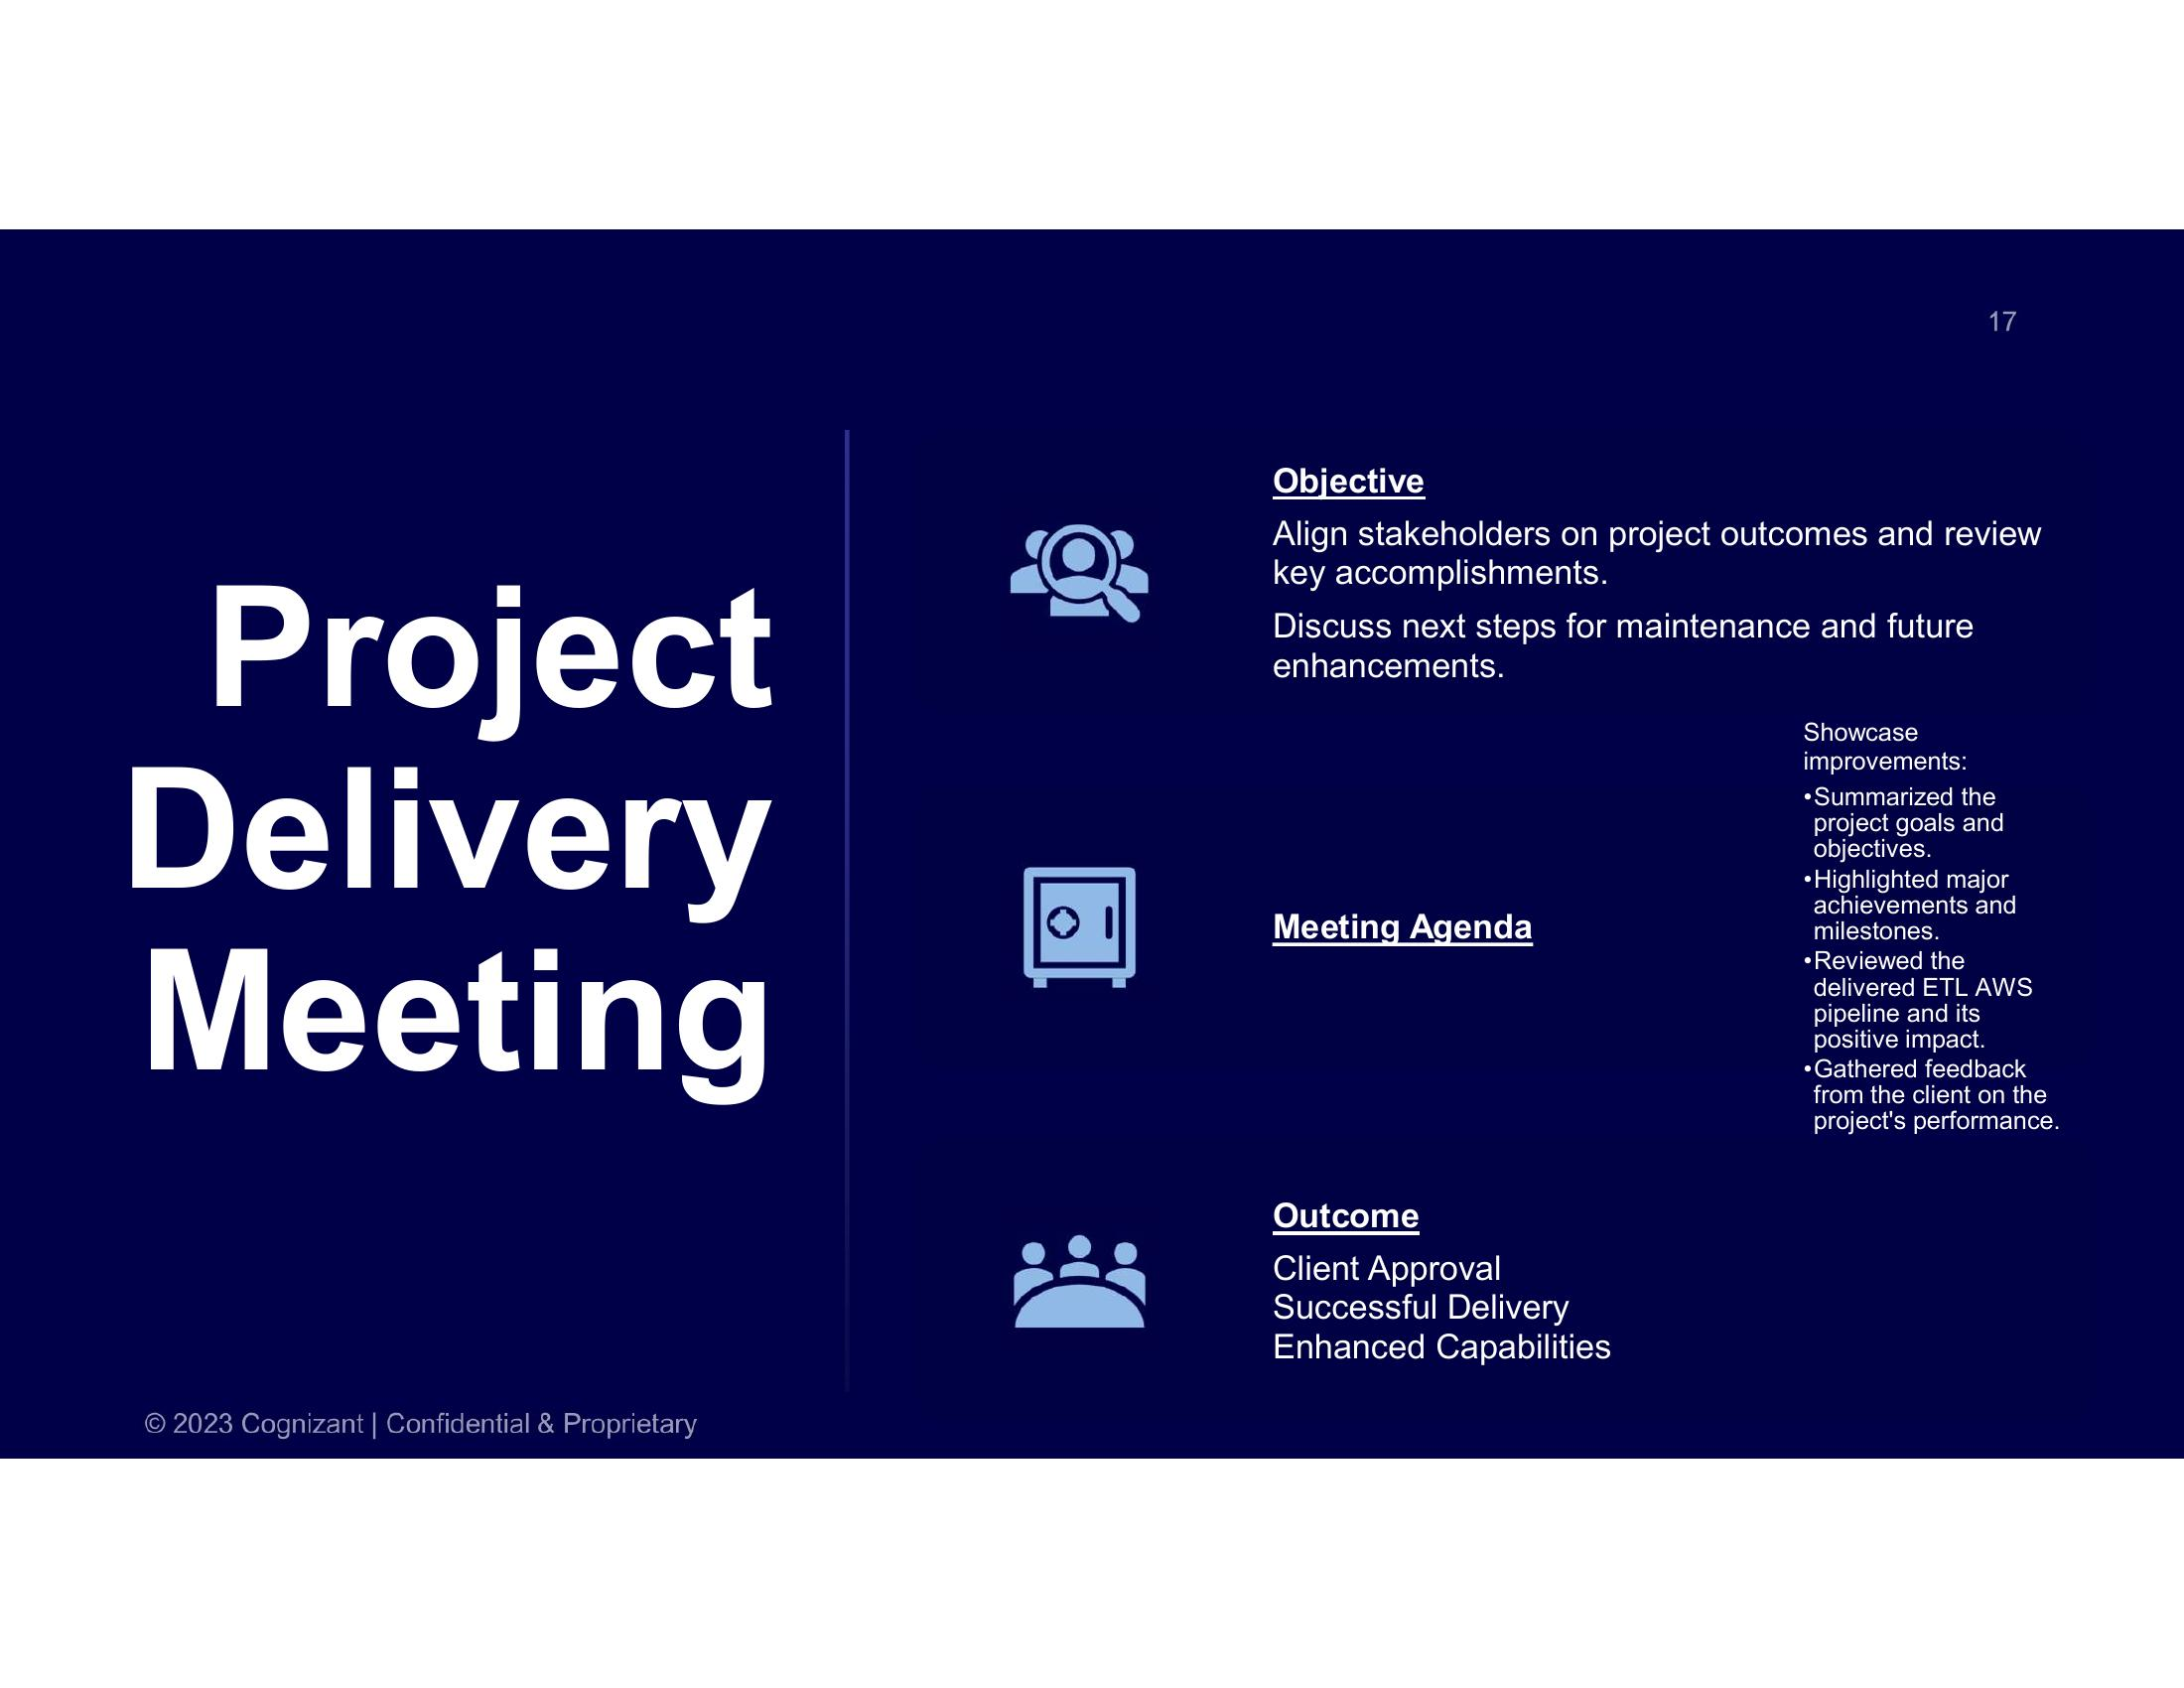 17
Project
Delivery
Meeting
Objective
Align stakeholders on project outcomes and review
key accomplishments.
Discuss next steps for maintenance and future
enhancements.
Meeting Agenda
Showcase
improvements:
•Summarized the
project goals and
objectives.
•Highlighted major
achievements and
milestones.
•Reviewed the
delivered ETL AWS
pipeline and its
positive impact.
•Gathered feedback
from the client on the
project's performance.
Outcome
Client Approval
Successful Delivery
Enhanced Capabilities
© 2023 Cognizant | Confidential & Proprietary